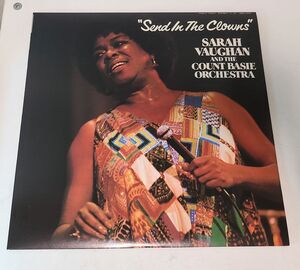 "Send In The Clowns"
SARAH
VAUGHAN
AND THE
COUNT BASIE
ORCHESTRA